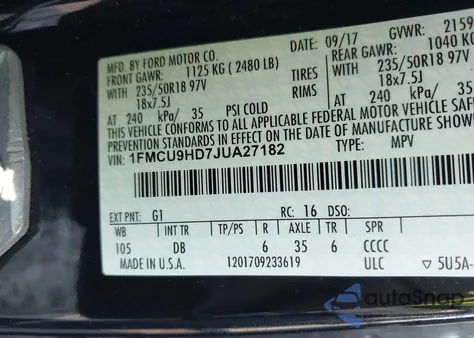 MFD. BY FORD MOTOR CO. DATE: 09/17 GVWR: 2159
FRONT GAWR: 1125 KG ( 2480 LB) REAR GAWR: 1040 KG
WITH 235/50R18 97V TIRES WITH 235/50R18 97V
18x7.5J RIMS 18x7.5J
AT 240 kPa/ 35 PSI COLD AT 240 kPa/ 35
THIS VEHICLE CONFORMS TO ALL APPLICABLE FEDERAL MOTOR VEHICLE SAFE
PREVENTION STANDARDS IN EFFECT ON THE DATE OF MANUFACTURE SHOWN
VIN: 1FMCU9HD7JUA27182 TYPE: MPV
EXT PNT: G1 RC: 16 DSO:
WB INT TR TP/PS R AXLE TR SPR
105 DB 6 35 6 CCCC
MADE IN U.S.A. 1201709233619 ULC ▽ 5U5A-
autoSnap